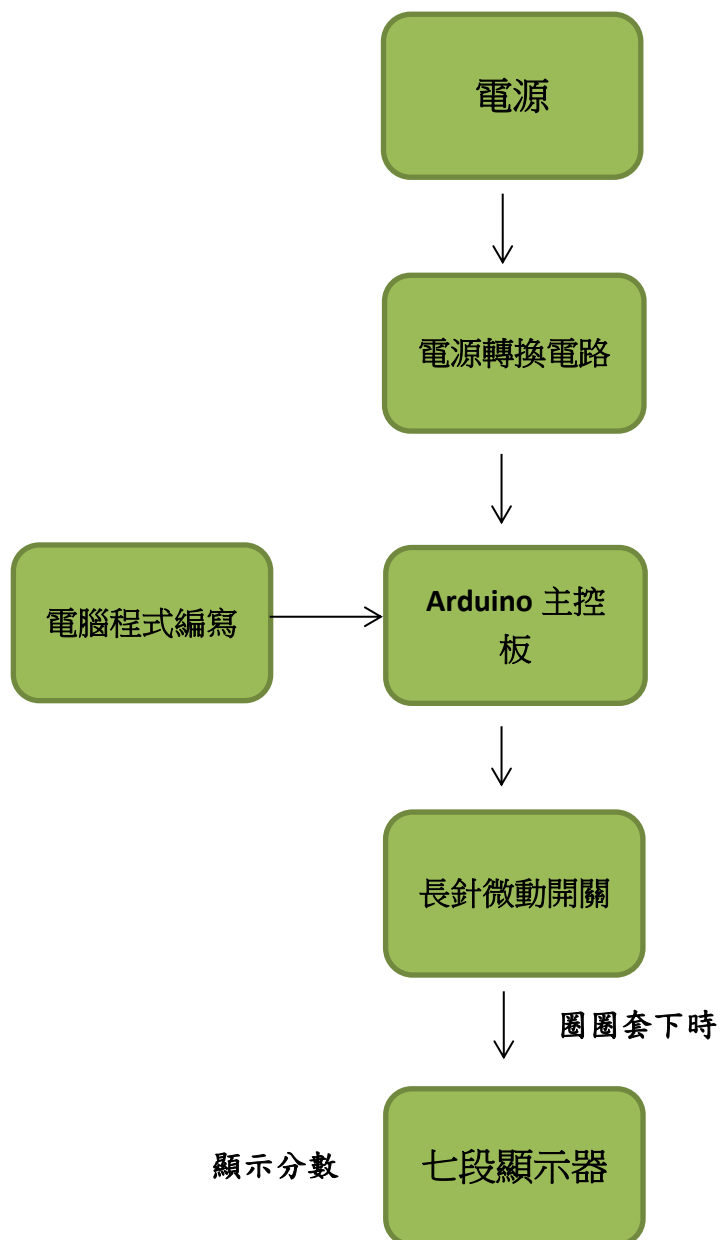 電源
電源轉換電路
電腦程式編寫
Arduino 主控
板
長針微動開關
圈圈套下時
顯示分數
七段顯示器